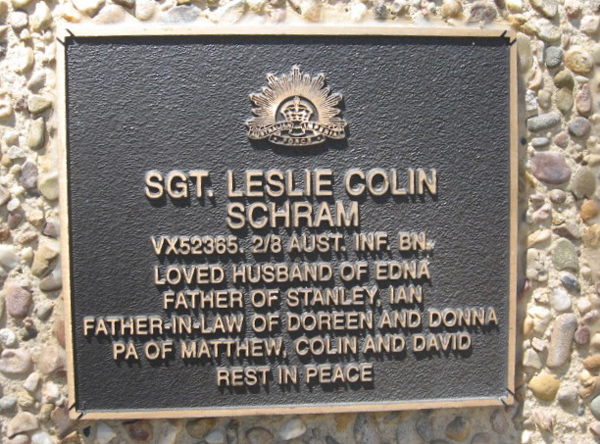 SGT. LESLIE COLIN
SCHRAM
VX52365. 2/8 AUST. INF. BN.
LOVED HUSBAND OF EDNA
FATHER OF STANLEY, IAN
FATHER-IN-LAW OF DOREEN AND DONNA
PA OF MATTHEW, COLIN AND DAVID
REST IN PEACE